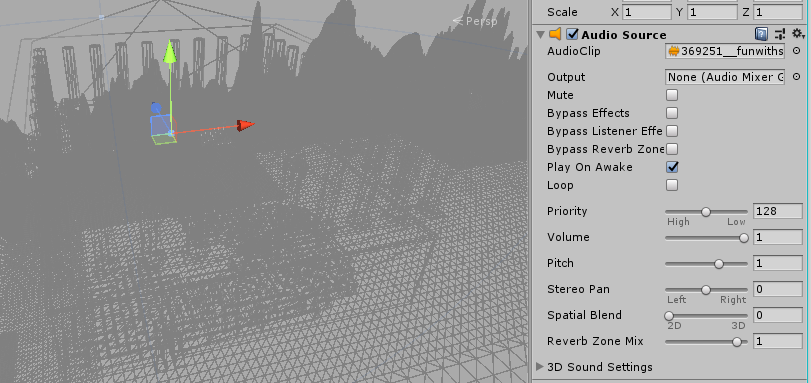 Persp
Scale X 1 Y 1 Z 1
Audio Source
AudioClip 369251__funwiths
Output None (Audio Mixer G
Mute
Bypass Effects
Bypass Listener Effe
Bypass Reverb Zone
Play On Awake
Loop
Priority 128
High Low
Volume 1
Pitch 1
Stereo Pan 0
Left Right
Spatial Blend 0
2D 3D
Reverb Zone Mix 1
3D Sound Settings